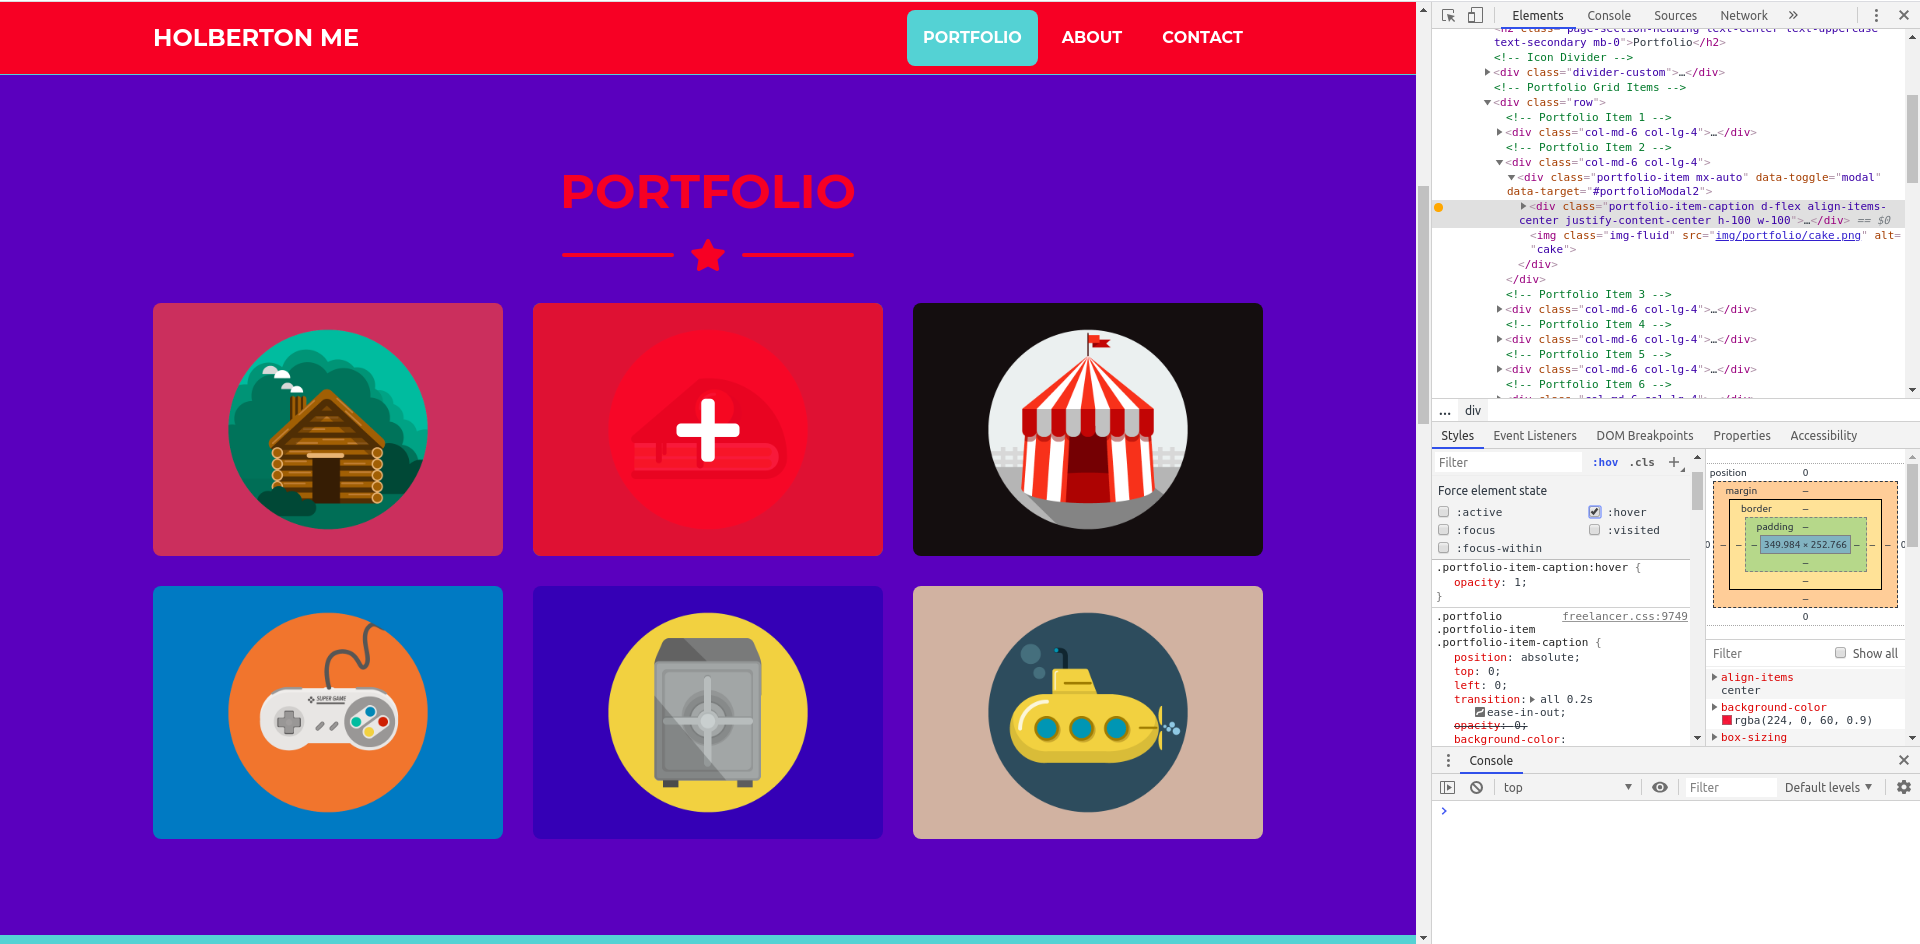 HOLBERTON ME
PORTFOLIO ABOUT CONTACT
PORTFOLIO
SUPER GAME
Elements Console Sources Network »
<h2 class="page-section-heading text-center text-uppercase
text-secondary mb-0">Portfolio</h2>
<!-- Icon Divider -->
<div class="divider-custom">…</div>
<!-- Portfolio Grid Items -->
<div class="row">
<!-- Portfolio Item 1 -->
<div class="col-md-6 col-lg-4">…</div>
<!-- Portfolio Item 2 -->
<div class="col-md-6 col-lg-4">
<div class="portfolio-item mx-auto" data-toggle="modal"
data-target="#portfolioModal2">
<div class="portfolio-item-caption d-flex align-items-
center justify-content-center h-100 w-100">…</div> == $0
<img class="img-fluid" src="img/portfolio/cake.png" alt=
"cake">
</div>
</div>
<!-- Portfolio Item 3 -->
<div class="col-md-6 col-lg-4">…</div>
<!-- Portfolio Item 4 -->
<div class="col-md-6 col-lg-4">…</div>
<!-- Portfolio Item 5 -->
<div class="col-md-6 col-lg-4">…</div>
<!-- Portfolio Item 6 -->
<div class="col-md-6 col-lg-4">…</div>
... div
Styles Event Listeners DOM Breakpoints Properties Accessibility
Filter :hov .cls +
Force element state
:active :hover
:focus :visited
:focus-within
.portfolio-item-caption:hover {
opacity: 1;
}
.portfolio freelancer.css:9749
.portfolio-item
.portfolio-item-caption {
position: absolute;
top: 0;
left: 0;
transition: all 0.2s
ease-in-out;
opacity: 0;
background-color:
position 0
margin –
border –
padding –
0 – – – 349.984 × 252.766 – – – 0
–
–
–
0
Filter Show all
align-items
center
background-color
rgba(224, 0, 60, 0.9)
box-sizing
Console
top Filter Default levels
>